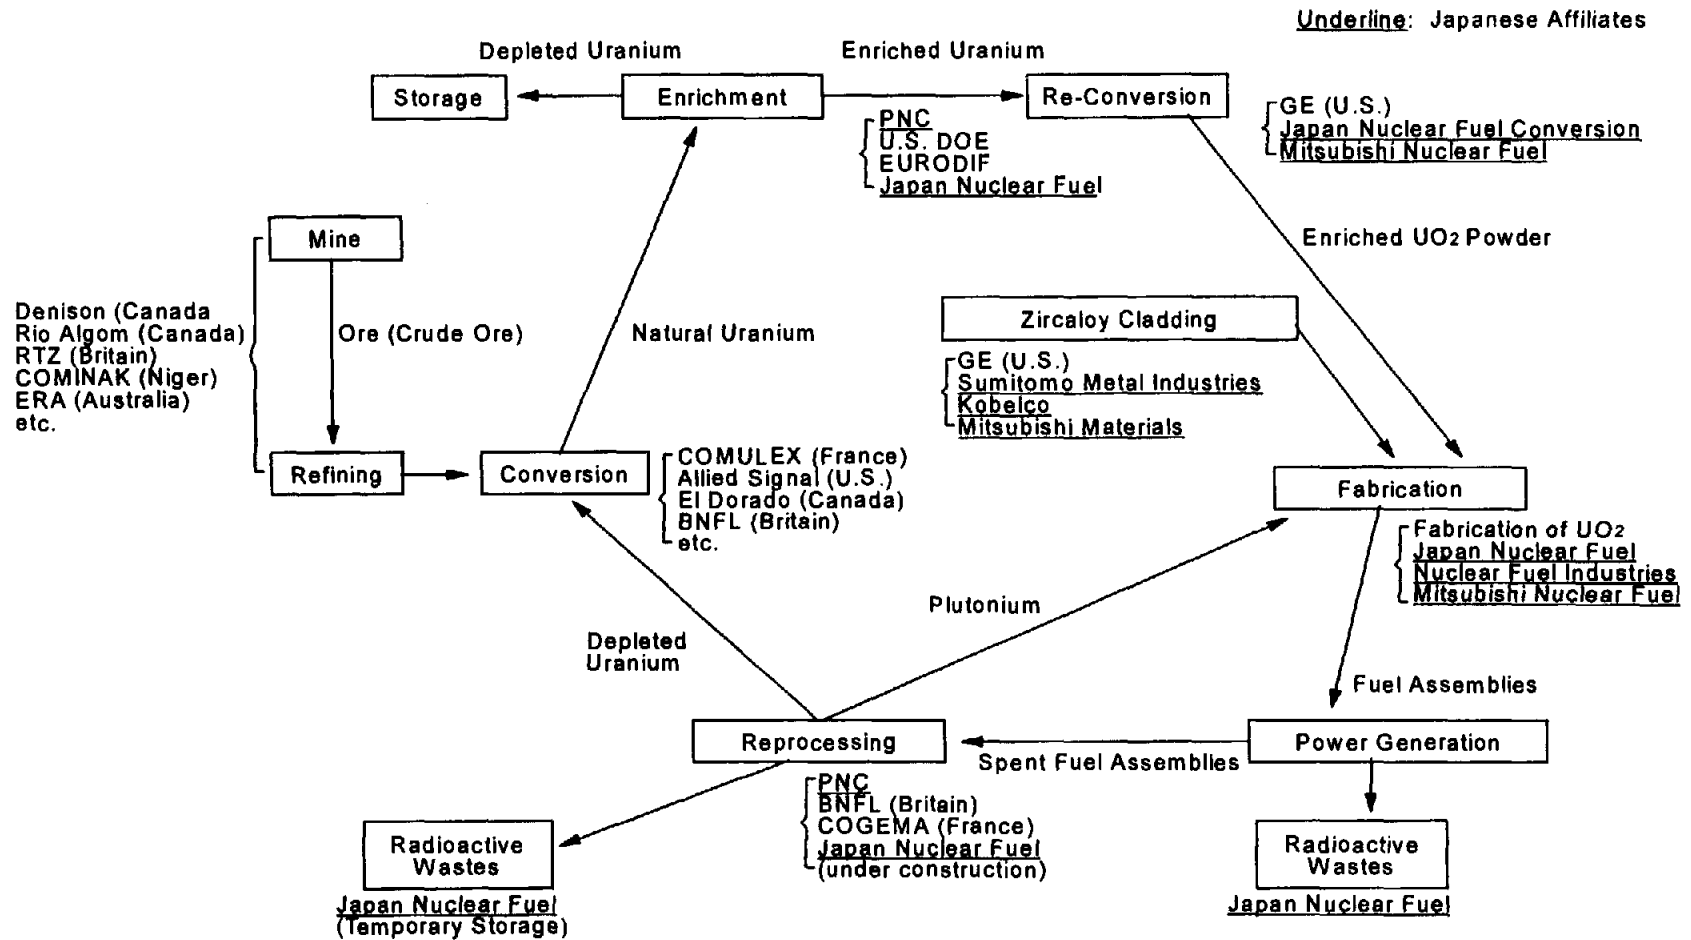 Underline: Japanese Affiliates
Depleted Uranium
Enriched Uranium
Storage
Enrichment
Re-Conversion
PNC
U.S. DOE
EURODIF
Japan Nuclear Fuel
GE (U.S.)
Japan Nuclear Fuel Conversion
Mitsubishi Nuclear Fuel
Mine
Enriched UO2 Powder
Denison (Canada
Rio Algom (Canada)
RTZ (Britain)
COMINAK (Niger)
ERA (Australia)
etc.
Ore (Crude Ore)
Natural Uranium
Zircaloy Cladding
GE (U.S.)
Sumitomo Metal Industries
Kobelco
Mitsubishi Materials
Refining
Conversion
COMULEX (France)
Allied Signal (U.S.)
El Dorado (Canada)
BNFL (Britain)
etc.
Fabrication
Fabrication of UO2
Japan Nuclear Fuel
Nuclear Fuel Industries
Mitsubishi Nuclear Fuel
Plutonium
Depleted
Uranium
Fuel Assemblies
Reprocessing
Spent Fuel Assemblies
Power Generation
PNC
BNFL (Britain)
COGEMA (France)
Japan Nuclear Fuel
(under construction)
Radioactive
Wastes
Japan Nuclear Fuel
(Temporary Storage)
Radioactive
Wastes
Japan Nuclear Fuel